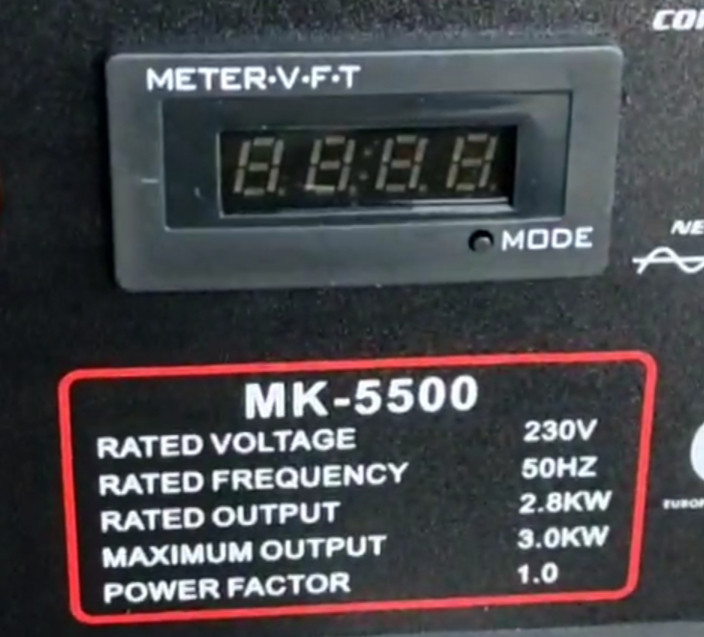 METER·V·F·T
MODE
MK-5500
RATED VOLTAGE 230V
RATED FREQUENCY 50HZ
RATED OUTPUT 2.8KW
MAXIMUM OUTPUT 3.0KW
POWER FACTOR 1.0